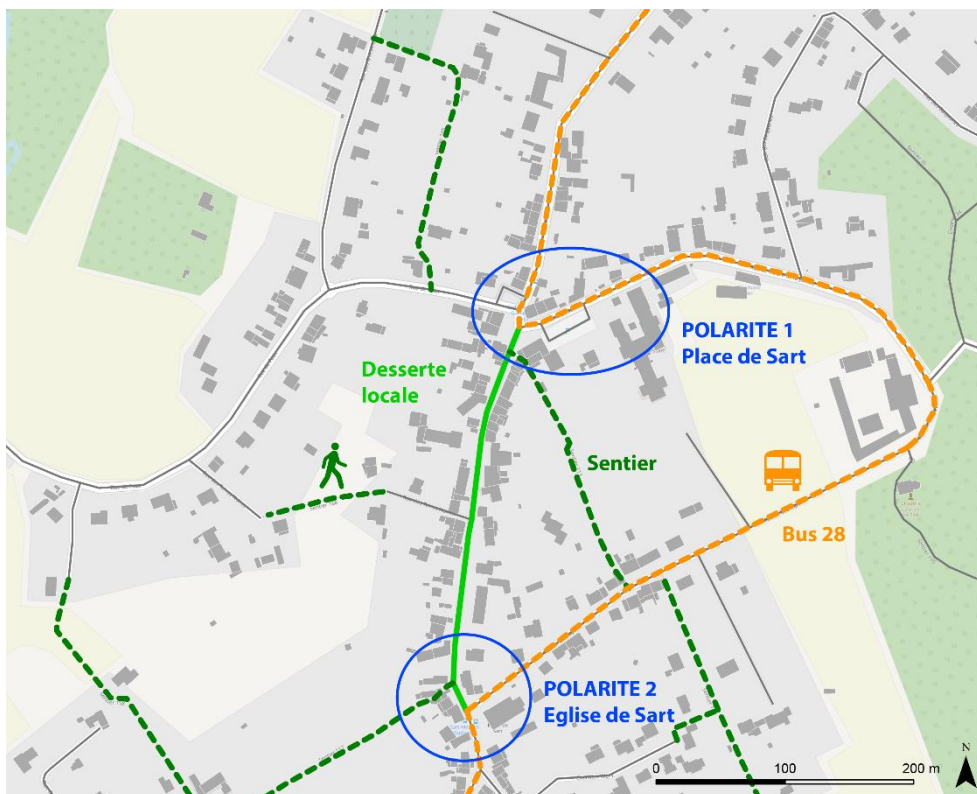 POLARITE 1
Place de Sart
Desserte
locale
Sentier
Bus 28
POLARITE 2
Eglise de Sart
N
0 100 200 m